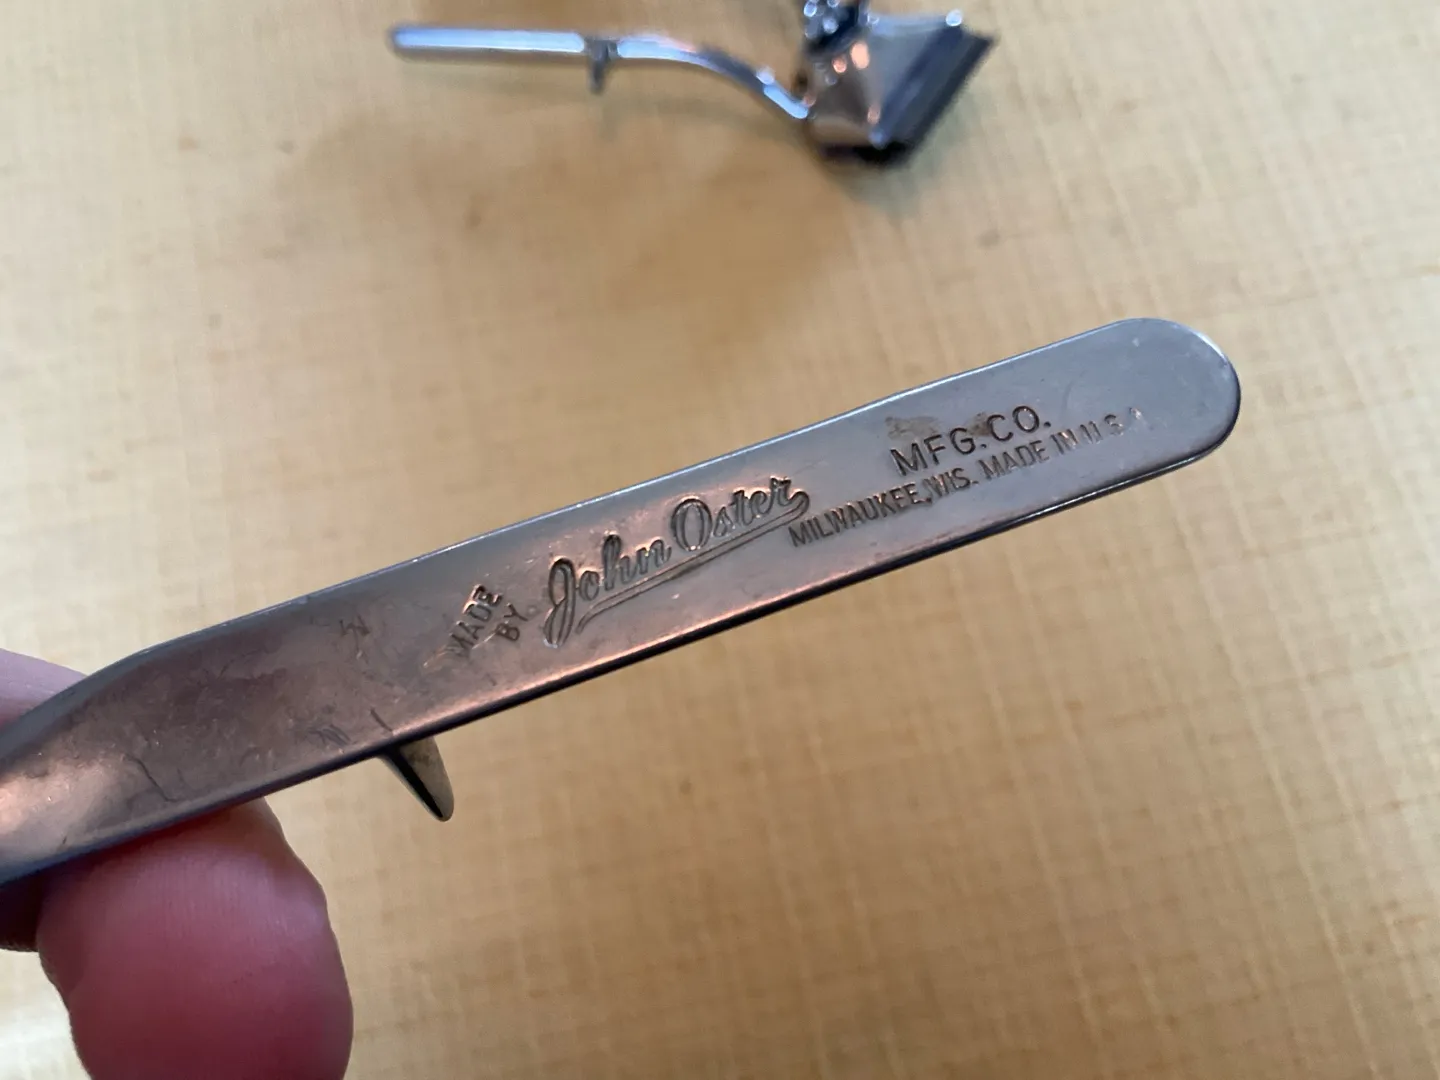 MADE
BY
John Oster
MFG. CO.
MILWAUKEE, WIS. MADE IN U S A